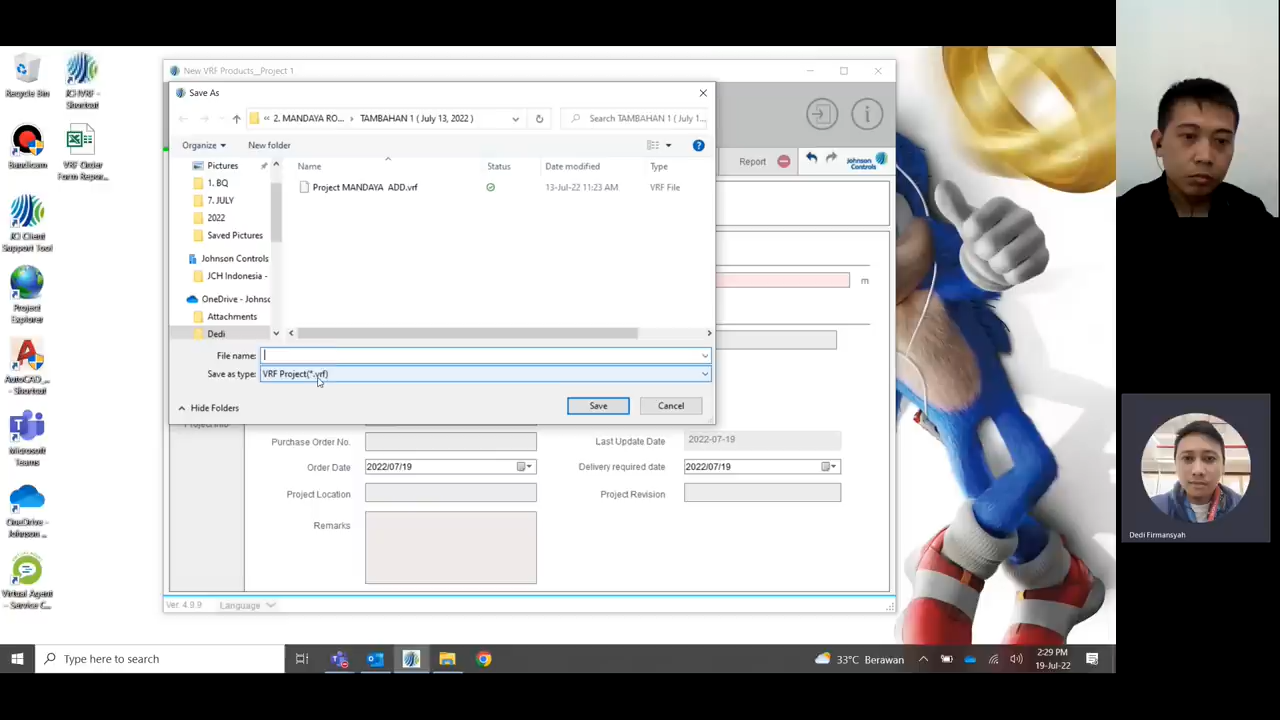 Recycle Bin
JCHVRF - Shortcut
Bandicam
VRF Order Form Repor...
JCI Client Support Tool
Project Explorer
AutoCAD_... - Shortcut
Microsoft Teams
OneDrive - Johnson ...
Virtual Agent - Service C...
New VRF Products__Project 1
Save As
« 2. MANDAYA RO... › TAMBAHAN 1 ( July 13, 2022 )
Search TAMBAHAN 1 ( July 1...
Organize
New folder
Pictures
1. BQ
7. JULY
2022
Saved Pictures
Johnson Controls
JCH Indonesia -
OneDrive - Johnso
Attachments
Dedi
Name Status Date modified Type
Project MANDAYA ADD.vrf 13-Jul-22 11:23 AM VRF File
File name:
Save as type: VRF Project(*.vrf)
Hide Folders
Save Cancel
Report
Johnson Controls
m
Purchase Order No. Last Update Date 2022-07-19
Order Date 2022/07/19 Delivery required date 2022/07/19
Project Location Project Revision
Remarks
Ver. 4.9.9 Language
Dedi Firmansyah
Type here to search
33°C Berawan
2:29 PM
19-Jul-22